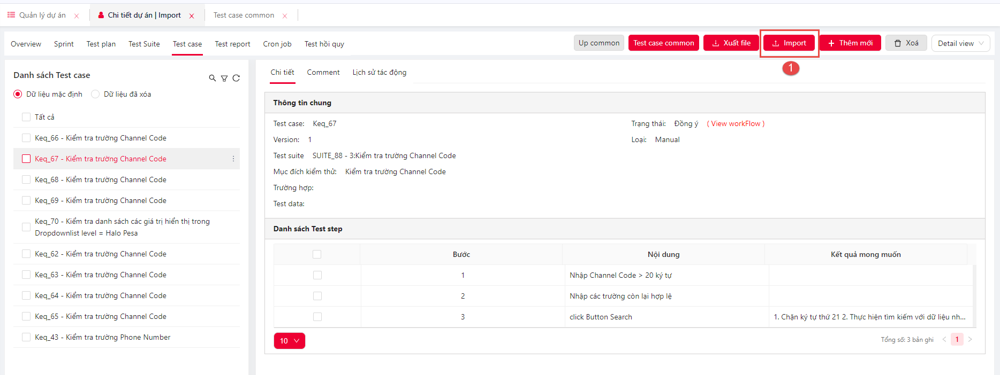 Quản lý dự án
Chi tiết dự án | Import
Test case common
Overview Sprint Test plan Test Suite Test case Test report Cron job Test hồi quy
Up common Test case common Xuất file Import Thêm mới Xoá Detail view
1
Danh sách Test case
Dữ liệu mặc định Dữ liệu đã xóa
Tất cả
Keq_66 - Kiểm tra trường Channel Code
Keq_67 - Kiểm tra trường Channel Code
Keq_68 - Kiểm tra trường Channel Code
Keq_69 - Kiểm tra trường Channel Code
Keq_70 - Kiểm tra danh sách các giá trị hiển thị trong
Dropdownlist level = Halo Pesa
Keq_62 - Kiểm tra trường Channel Code
Keq_63 - Kiểm tra trường Channel Code
Keq_64 - Kiểm tra trường Channel Code
Keq_65 - Kiểm tra trường Channel Code
Keq_43 - Kiểm tra trường Phone Number
Chi tiết Comment Lịch sử tác động
Thông tin chung
Test case: Keq_67
Trạng thái: Đồng ý ( View workFlow )
Version: 1
Loại: Manual
Test suite SUITE_88 - 3:Kiểm tra trường Channel Code
Mục đích kiểm thử: Kiểm tra trường Channel Code
Trường hợp:
Test data:
Danh sách Test step
Bước Nội dung Kết quả mong muốn
1 Nhập Channel Code > 20 ký tự
2 Nhập các trường còn lại hợp lệ
3 click Button Search 1. Chặn ký tự thứ 21 2. Thực hiện tìm kiếm với dữ liệu nh...
10
Tổng số: 3 bản ghi < 1 >